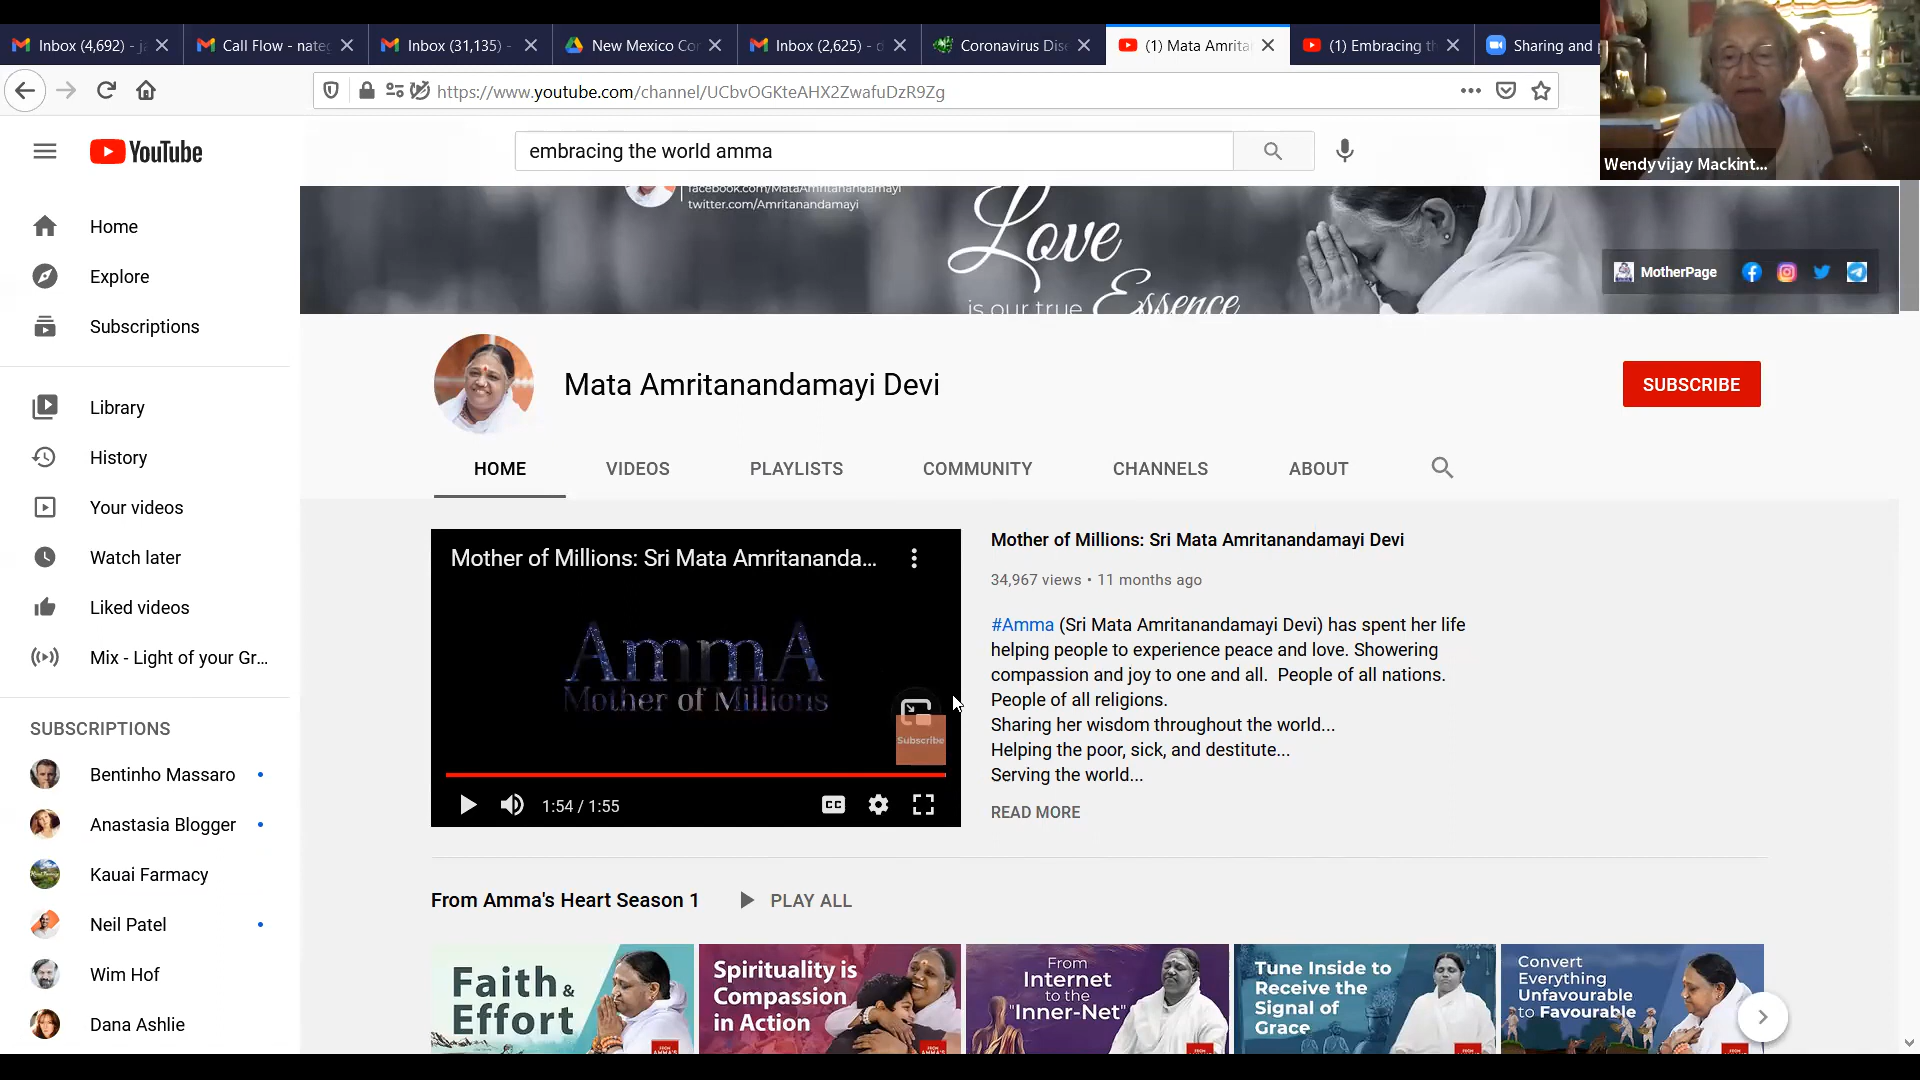 Inbox (4,692) - j
Call Flow - nate
Inbox (31,135) -
New Mexico Co
Inbox (2,625) - d
Coronavirus Dis
(1) Mata Amrita
(1) Embracing t
Sharing and
https://www.youtube.com/channel/UCbvOGKteAHX2ZwafuDzR9Zg
Wendyvijay Mackint...
YouTube
embracing the world amma
facebook.com/MataAmritanandamayi
twitter.com/Amritanandamayi
Love
is our true Essence
MotherPage
Home
Explore
Subscriptions
Library
History
Your videos
Watch later
Liked videos
Mix - Light of your Gr...
SUBSCRIPTIONS
Bentinho Massaro
Anastasia Blogger
Kauai Farmacy
Neil Patel
Wim Hof
Dana Ashlie
Mata Amritanandamayi Devi
SUBSCRIBE
HOME VIDEOS PLAYLISTS COMMUNITY CHANNELS ABOUT
Mother of Millions: Sri Mata Amritananda...
AmmA
Mother of Millions
Subscribe
1:54 / 1:55
CC
Mother of Millions: Sri Mata Amritanandamayi Devi
34,967 views • 11 months ago
#Amma (Sri Mata Amritanandamayi Devi) has spent her life
helping people to experience peace and love. Showering
compassion and joy to one and all. People of all nations.
People of all religions.
Sharing her wisdom throughout the world...
Helping the poor, sick, and destitute...
Serving the world...
READ MORE
From Amma's Heart Season 1 PLAY ALL
Faith &
Effort
Spirituality is
Compassion
in Action
From
Internet
to the
"Inner-Net"
Tune Inside to
Receive the
Signal of
Grace
Convert
Everything
Unfavourable
to Favourable